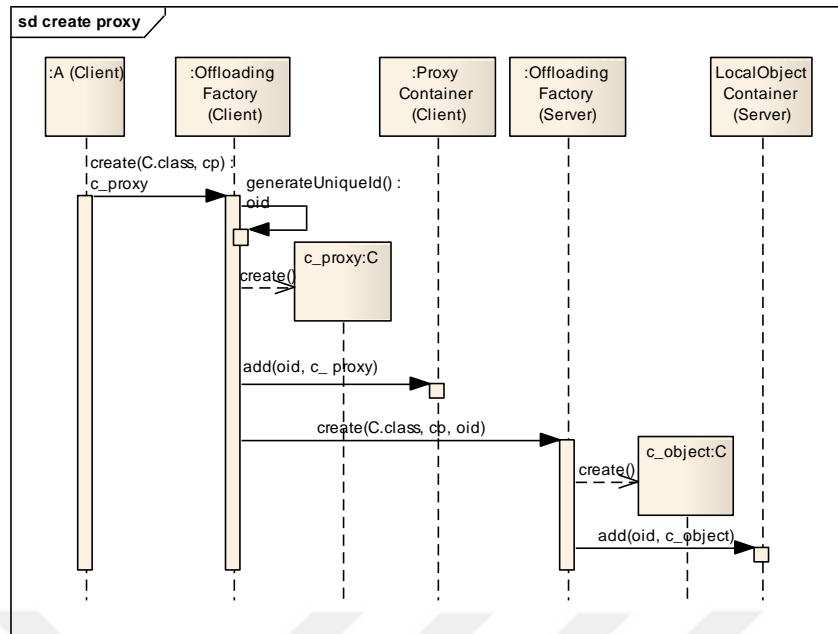 sd create proxy
:A (Client)
:Offloading
Factory
(Client)
:Proxy
Container
(Client)
:Offloading
Factory
(Server)
LocalObject
Container
(Server)
create(C.class, cp) :
c_proxy
generateUniqueId() :
oid
c_proxy:C
create()
add(oid, c_ proxy)
create(C.class, cp, oid)
c_object:C
create()
add(oid, c_object)